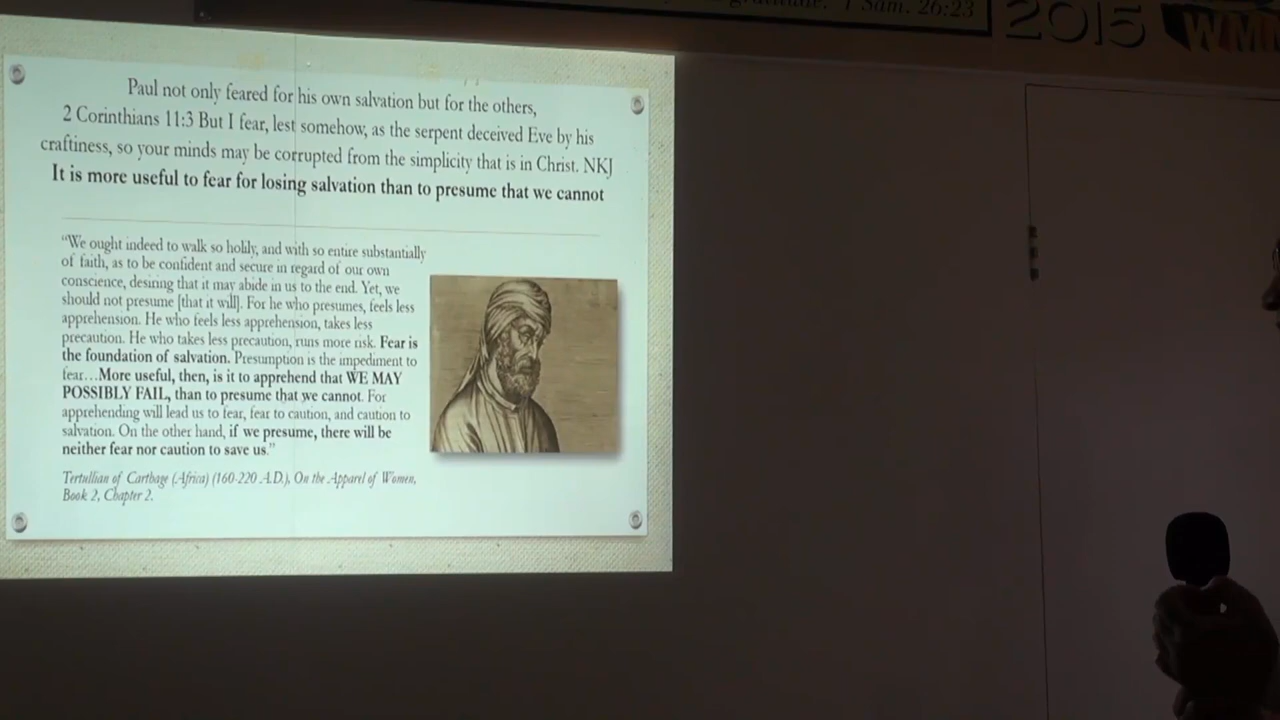 gratitude. 1 Sam. 26:23
2015
WM
Paul not only feared for his own salvation but for the others,
2 Corinthians 11:3 But I fear, lest somehow, as the serpent deceived Eve by his
craftiness, so your minds may be corrupted from the simplicity that is in Christ. NKJ
It is more useful to fear for losing salvation than to presume that we cannot
“We ought indeed to walk so holily, and with so entire substantially
of faith, as to be confident and secure in regard of our own
conscience, desiring that it may abide in us to the end. Yet, we
should not presume [that it will]. For he who presumes, feels less
apprehension. He who feels less apprehension, takes less
precaution. He who takes less precaution, runs more risk. Fear is
the foundation of salvation. Presumption is the impediment to
fear…More useful, then, is it to apprehend that WE MAY
POSSIBLY FAIL, than to presume that we cannot. For
apprehending will lead us to fear, fear to caution, and caution to
salvation. On the other hand, if we presume, there will be
neither fear nor caution to save us.”
Tertullian of Carthage (Africa) (160-220 A.D.), On the Apparel of Women,
Book 2, Chapter 2.